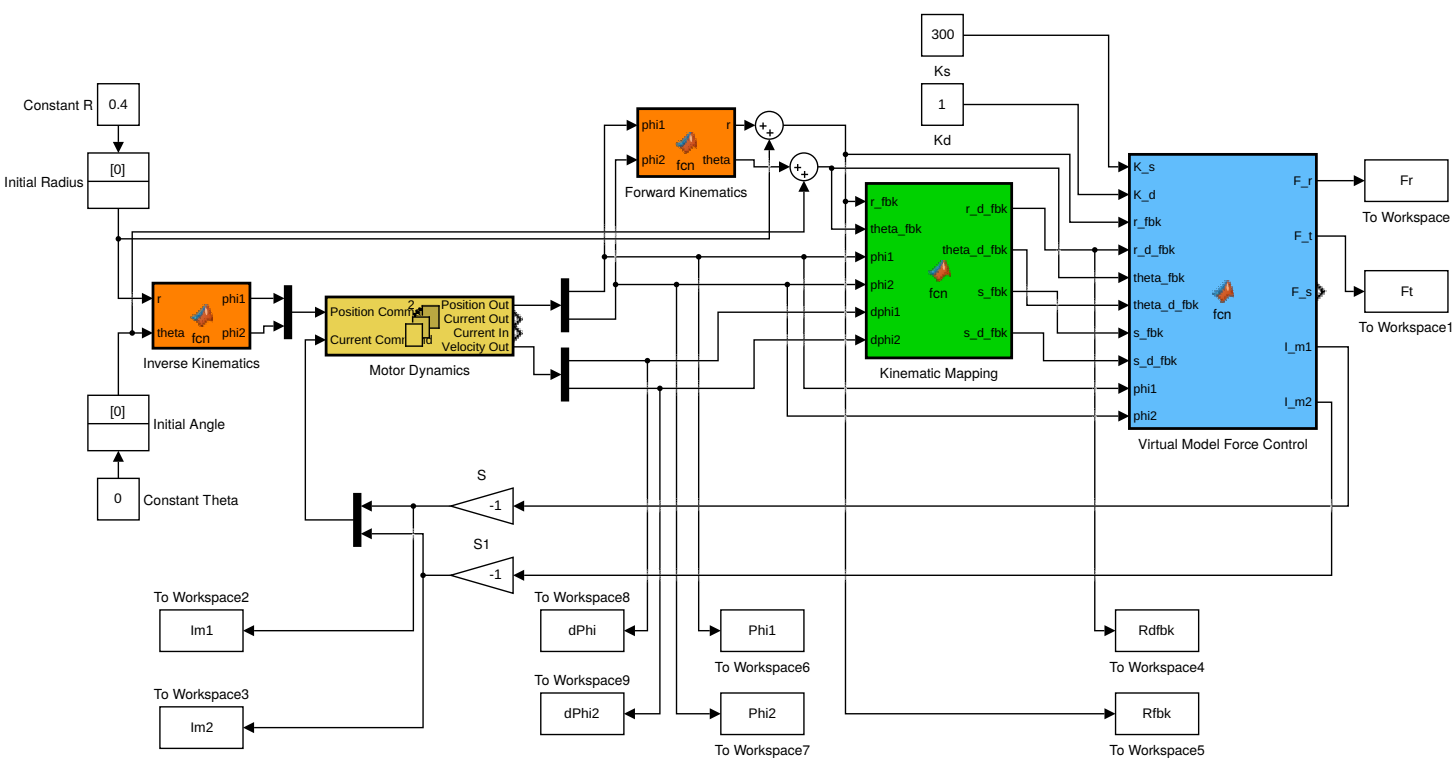 300
Ks
1
Kd
Constant R
0.4
[0]
Initial Radius
phi1
phi2
r
theta
fcn
Forward Kinematics
+
+
+
+
r
theta
phi1
phi2
fcn
Inverse Kinematics
2
Position Comm
Current Command
Position Out
Current Out
Current In
Velocity Out
Motor Dynamics
r_fbk
theta_fbk
phi1
phi2
dphi1
dphi2
r_d_fbk
theta_d_fbk
s_fbk
s_d_fbk
fcn
Kinematic Mapping
K_s
K_d
r_fbk
r_d_fbk
theta_fbk
theta_d_fbk
s_fbk
s_d_fbk
phi1
phi2
F_r
F_t
F_s
I_m1
I_m2
fcn
Virtual Model Force Control
Fr
To Workspace
Ft
To Workspace1
[0]
Initial Angle
0
Constant Theta
S
-1
S1
-1
To Workspace2
Im1
To Workspace3
Im2
To Workspace8
dPhi
To Workspace9
dPhi2
Phi1
To Workspace6
Phi2
To Workspace7
Rdfbk
To Workspace4
Rfbk
To Workspace5